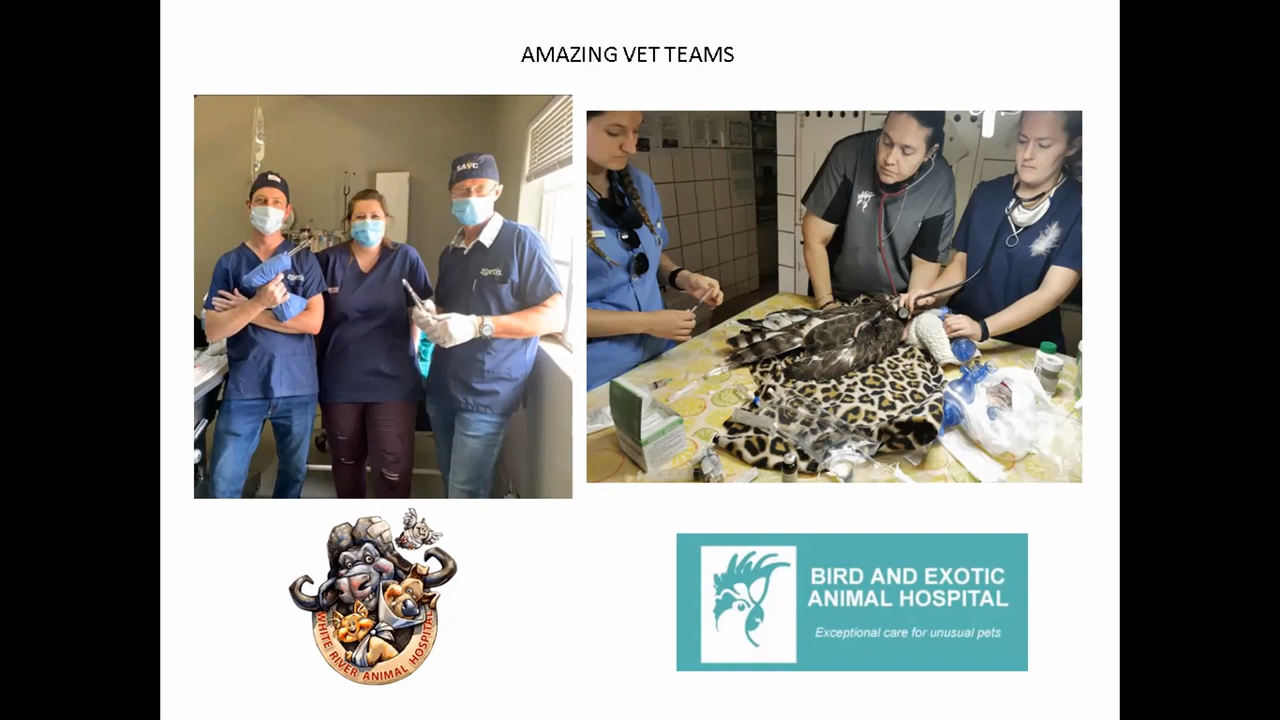 AMAZING VET TEAMS
SAVC
zoetis
zoetis
WHITE RIVER ANIMAL HOSPITAL
BIRD AND EXOTIC
ANIMAL HOSPITAL
Exceptional care for unusual pets